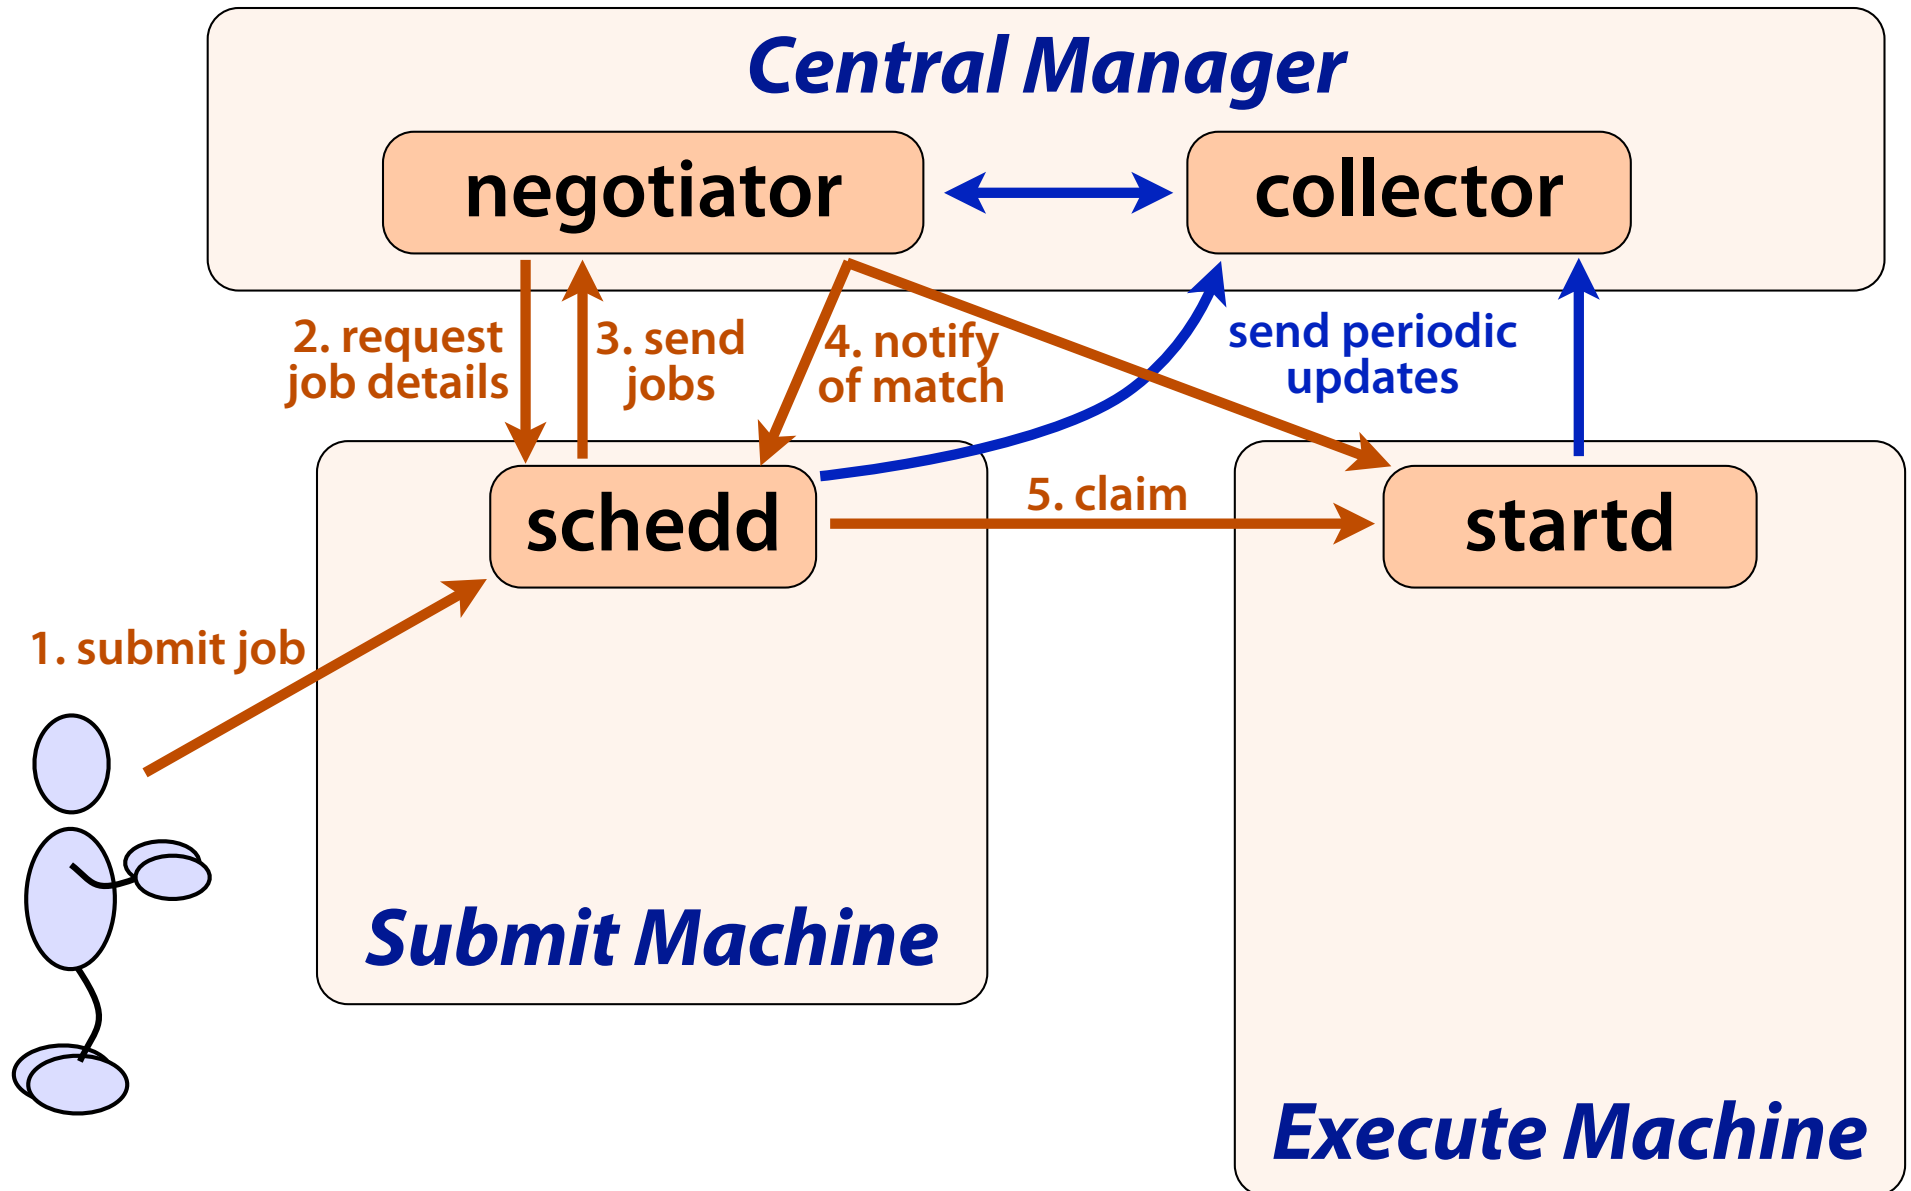 Central Manager
negotiator
collector
2. request
job details
3. send
jobs
4. notify
of match
send periodic
updates
schedd
5. claim
startd
1. submit job
Submit Machine
Execute Machine